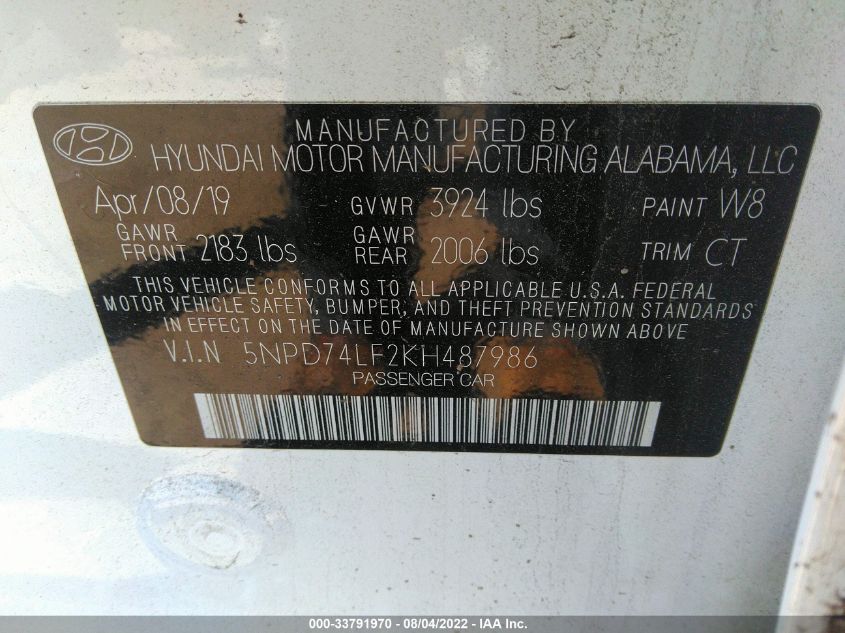 MANUFACTURED BY
HYUNDAI MOTOR MANUFACTURING ALABAMA, LLC
Apr/08/19 GVWR 3924 lbs PAINT W8
GAWR FRONT 2183 lbs GAWR REAR 2006 lbs TRIM CT
THIS VEHICLE CONFORMS TO ALL APPLICABLE U.S.A. FEDERAL
MOTOR VEHICLE SAFETY, BUMPER, AND THEFT PREVENTION STANDARDS
IN EFFECT ON THE DATE OF MANUFACTURE SHOWN ABOVE
V.I.N 5NPD74LF2KH487986
PASSENGER CAR
000-33791970 - 08/04/2022 - IAA Inc.